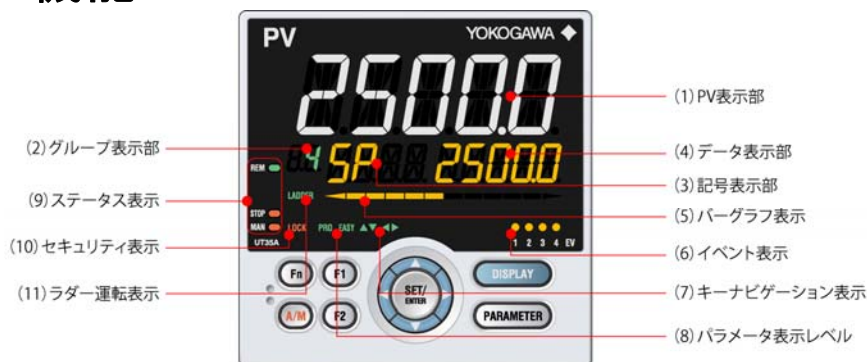 機能
PV YOKOGAWA
2500.0
(1)PV表示部
(2)グループ表示部
4 SP 2500.0
(4)データ表示部
REM
(3)記号表示部
(9)ステータス表示
LADDER
(5)バーグラフ表示
STOP
MAN LOCK PRO EASY
1 2 3 4 EV
(10)セキュリティ表示
UT35A
(6)イベント表示
(7)キーナビゲーション表示
(11)ラダー運転表示
Fn F1 SET/ENTER DISPLAY
A/M F2 PARAMETER
(8)パラメータ表示レベル